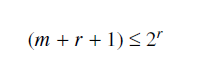 (m + r + 1) ≤ 2^r